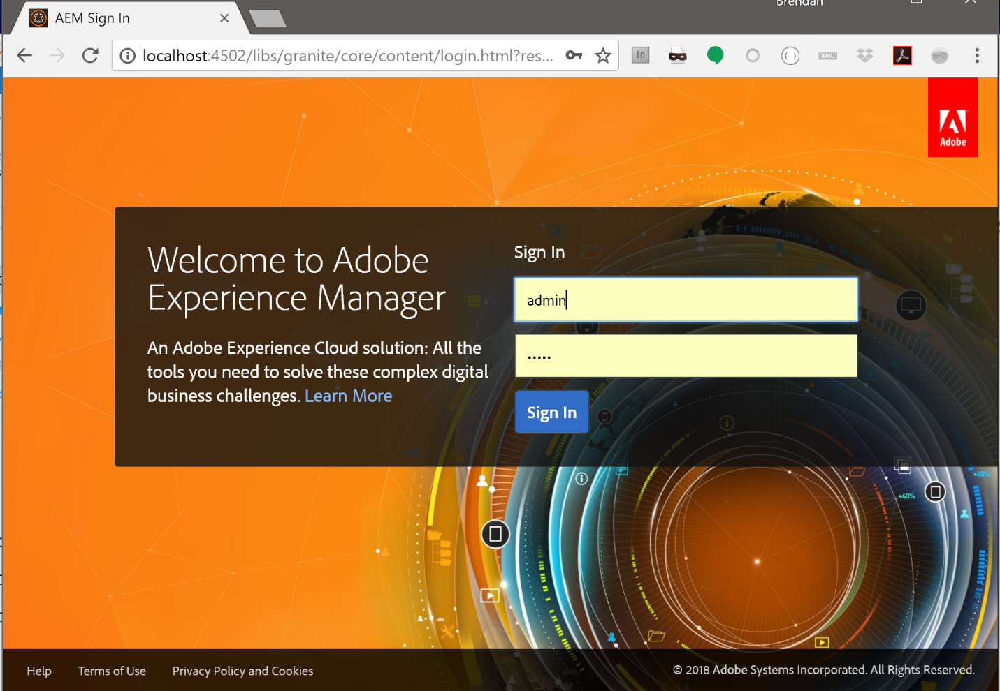 Brendan
AEM Sign In
localhost:4502/libs/granite/core/content/login.html?res...
In
{...}
XML
Adobe
Welcome to Adobe
Experience Manager
An Adobe Experience Cloud solution: All the
tools you need to solve these complex digital
business challenges. Learn More
Sign In
admin
•••••
Sign In
+40%
+40%
Help
Terms of Use
Privacy Policy and Cookies
© 2018 Adobe Systems Incorporated. All Rights Reserved.